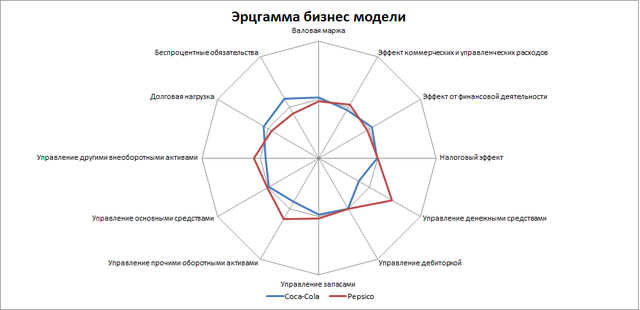 Эрцгамма бизнес модели
Валовая маржа
Беспроцентные обязательства
Эффект коммерческих и управленческих расходов
Долговая нагрузка
Эффект от финансовой деятельности
Управление другими внеоборотными активами
Налоговый эффект
Управление основными средствами
Управление денежными средствами
Управление прочими оборотными активами
Управление дебиторкой
Управление запасами
Coca-Cola
Pepsico